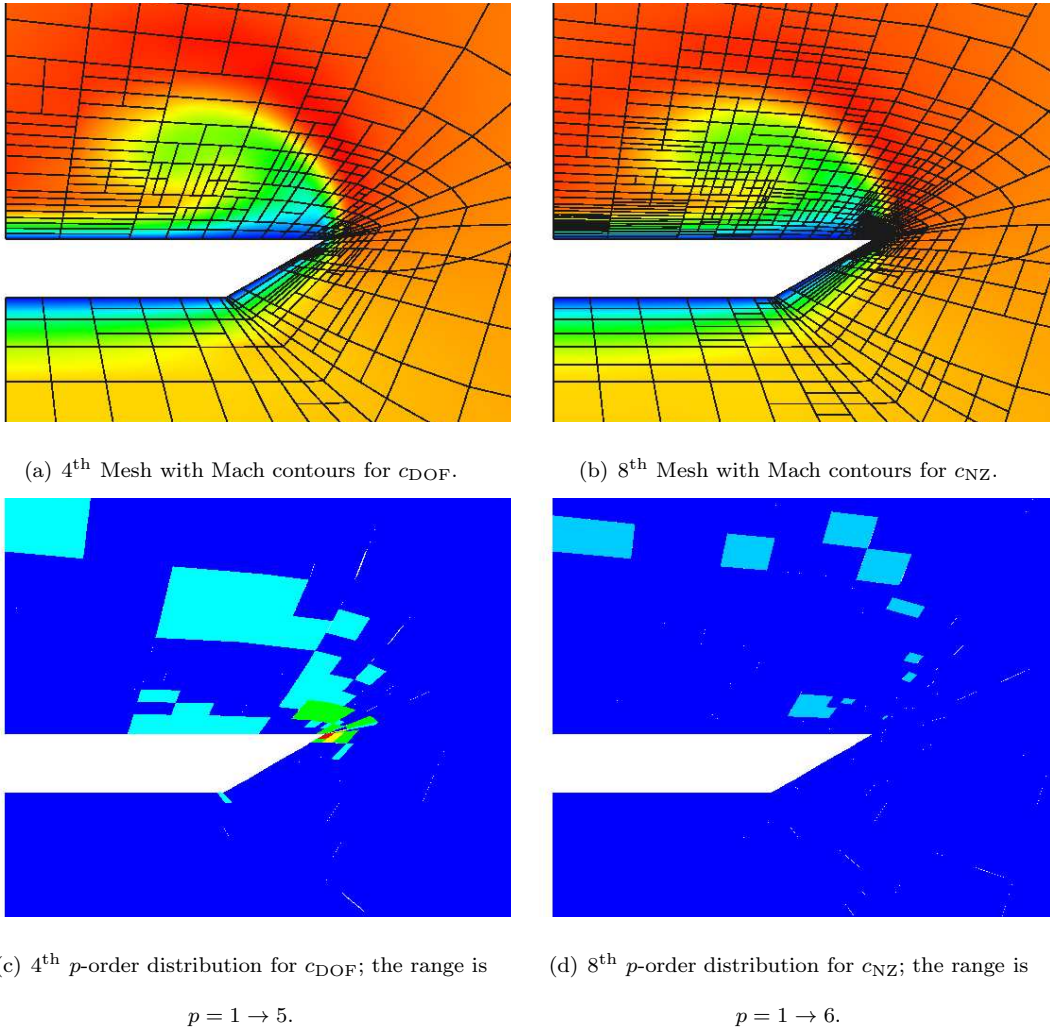 (a) 4th Mesh with Mach contours for cDOF.
(b) 8th Mesh with Mach contours for cNZ.
c) 4th p-order distribution for cDOF; the range is
p = 1 → 5.
(d) 8th p-order distribution for cNZ; the range is
p = 1 → 6.